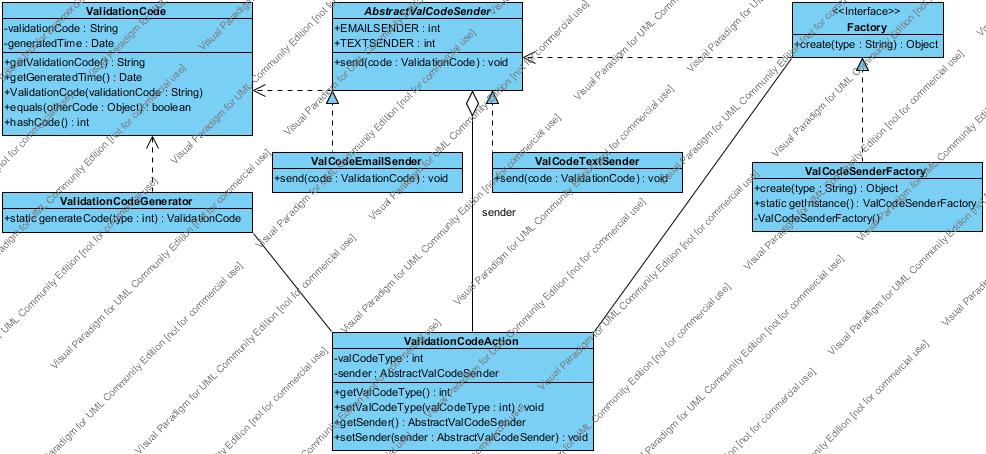 ValidationCode
-validationCode : String
-generatedTime : Date
+getValidationCode() : String
+getGeneratedTime() : Date
+ValidationCode(validationCode : String)
+equals(otherCode : Object) : boolean
+hashCode() : int
AbstractValCodeSender
+EMAILSENDER : int
+TEXTSENDER : int
+send(code : ValidationCode) : void
<<Interface>>
Factory
+create(type : String) : Object
ValCodeEmailSender
+send(code : ValidationCode) : void
ValCodeTextSender
+send(code : ValidationCode) : void
ValCodeSenderFactory
+create(type : String) : Object
+static getInstance() : ValCodeSenderFactory
-ValCodeSenderFactory()
ValidationCodeGenerator
+static generateCode(type : int) : ValidationCode
sender
ValidationCodeAction
-valCodeType : int
-sender : AbstractValCodeSender
+getValCodeType() : int
+setValCodeType(valCodeType : int) : void
+getSender() : AbstractValCodeSender
+setSender(sender : AbstractValCodeSender) : void
Visual Paradigm for UML Community Edition [not for commercial use]